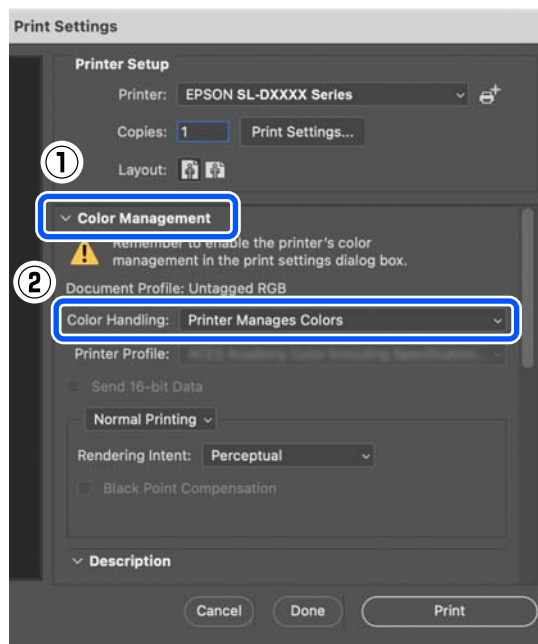 Print Settings
Printer Setup
Printer: EPSON SL-DXXXX Series
Copies: 1 Print Settings...
①
Layout:
Color Management
Remember to enable the printer's color
management in the print settings dialog box.
②
Document Profile: Untagged RGB
Color Handling: Printer Manages Colors
Printer Profile:
Send 16-bit Data
Normal Printing
Rendering Intent: Perceptual
Black Point Compensation
Description
Cancel Done Print